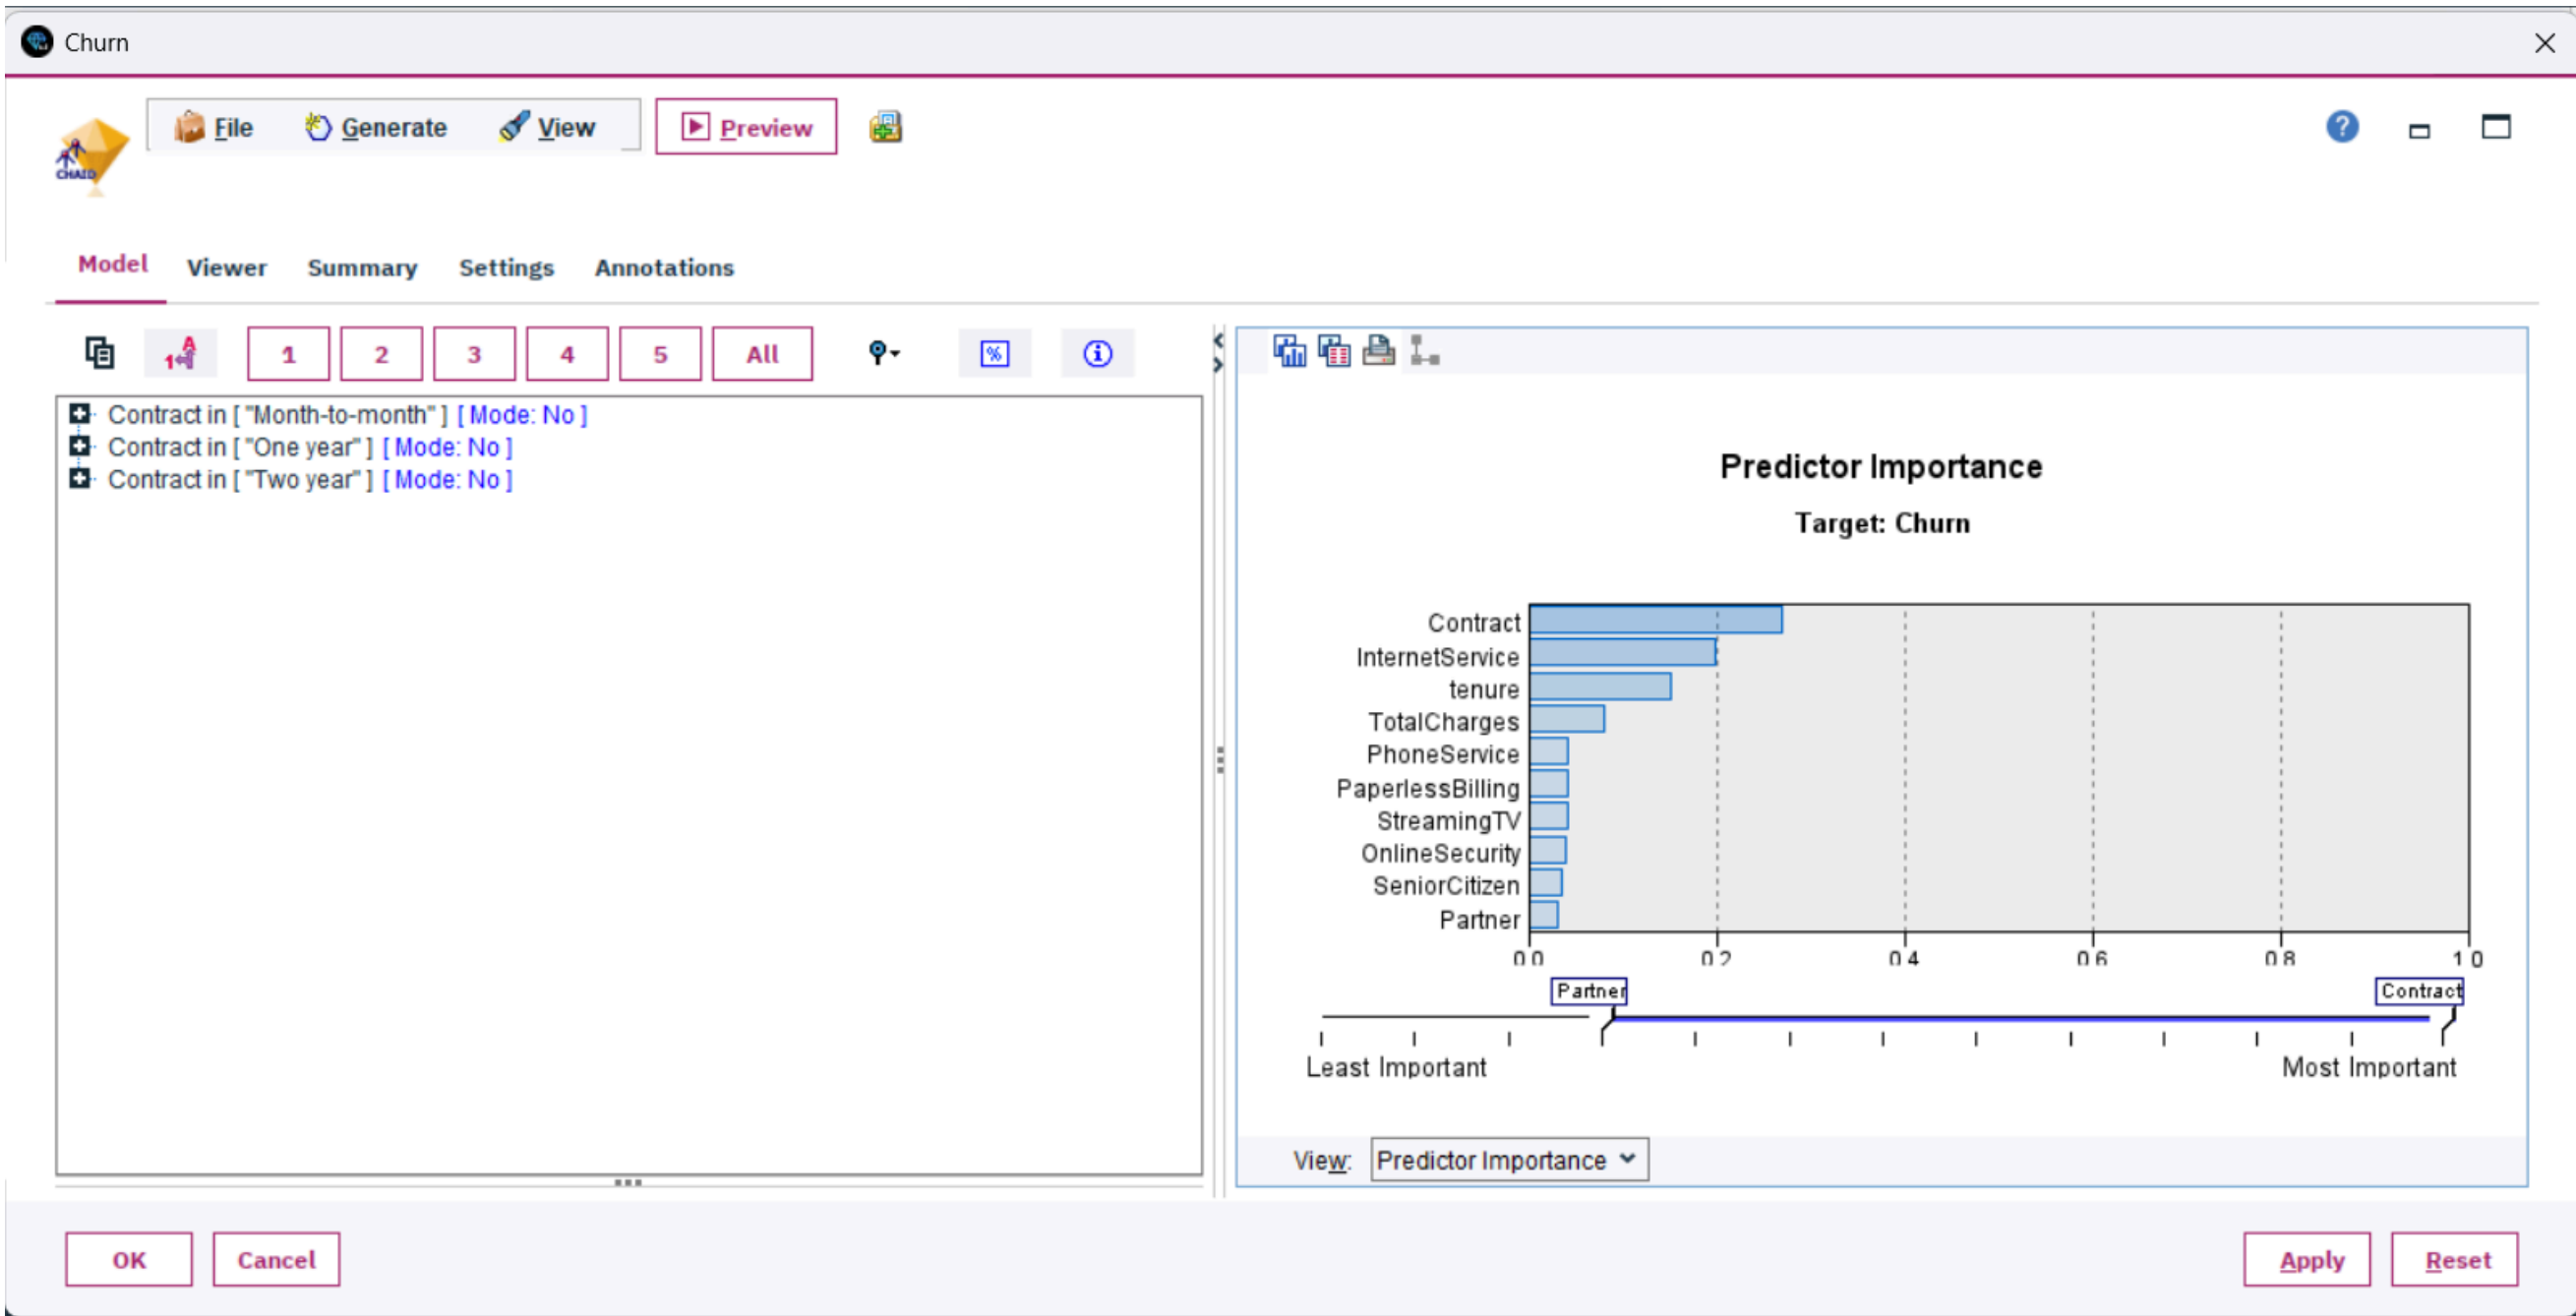 Churn
File Generate View Preview
CHAID
Model Viewer Summary Settings Annotations
1 2 3 4 5 All
Contract in [ "Month-to-month" ] [ Mode: No ]
Contract in [ "One year" ] [ Mode: No ]
Contract in [ "Two year" ] [ Mode: No ]
Predictor Importance
Target: Churn
Contract
InternetService
tenure
TotalCharges
PhoneService
PaperlessBilling
StreamingTV
OnlineSecurity
SeniorCitizen
Partner
0.0 0.2 0.4 0.6 0.8 1.0
Partner Contract
Least Important Most Important
View: Predictor Importance
OK Cancel Apply Reset